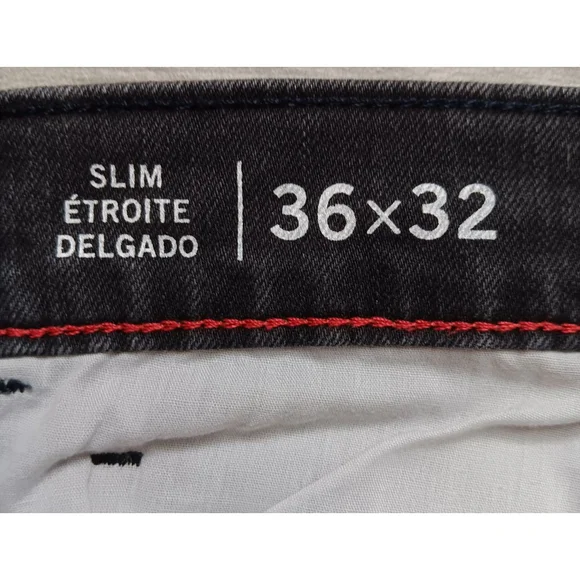 SLIM
ÉTROITE
DELGADO
36×32